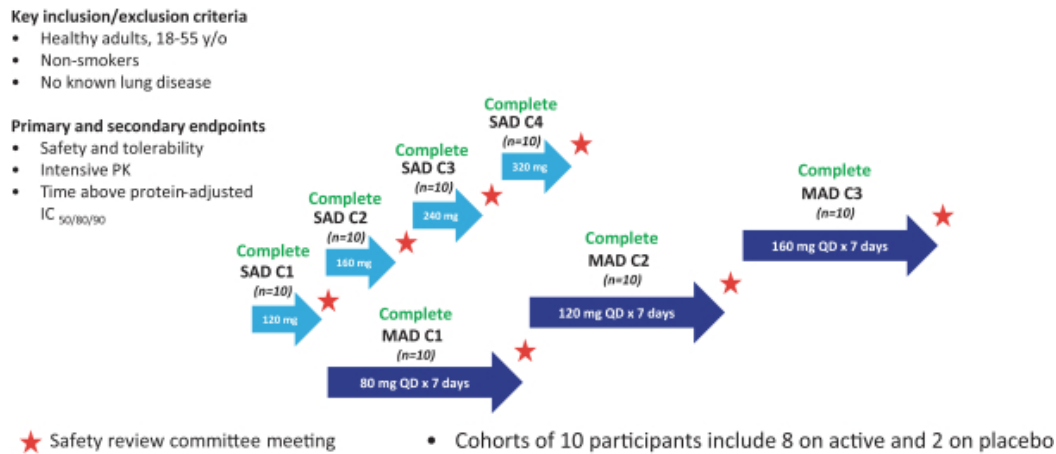 Key inclusion/exclusion criteria
• Healthy adults, 18-55 y/o
• Non-smokers
• No known lung disease
Primary and secondary endpoints
• Safety and tolerability
• Intensive PK
• Time above protein-adjusted
IC 50/80/90
Complete
SAD C1
(n=10)
120 mg
Complete
SAD C2
(n=10)
160 mg
Complete
SAD C3
(n=10)
240 mg
Complete
SAD C4
(n=10)
320 mg
Complete
MAD C1
(n=10)
80 mg QD x 7 days
Complete
MAD C2
(n=10)
120 mg QD x 7 days
Complete
MAD C3
(n=10)
160 mg QD x 7 days
Safety review committee meeting
• Cohorts of 10 participants include 8 on active and 2 on placebo